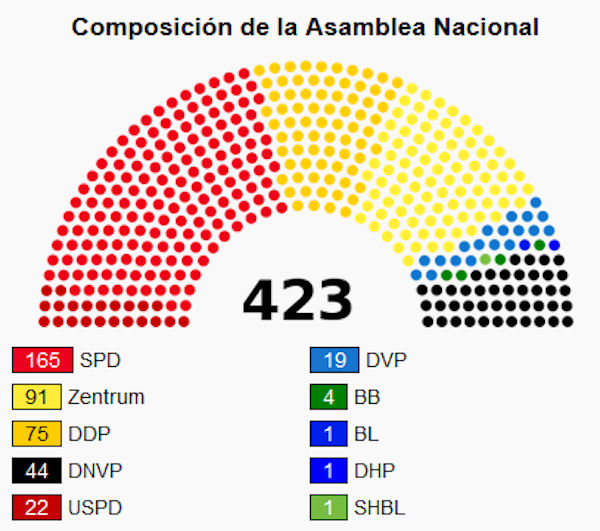 Composición de la Asamblea Nacional
423
165 SPD
91 Zentrum
75 DDP
44 DNVP
22 USPD
19 DVP
4 BB
1 BL
1 DHP
1 SHBL